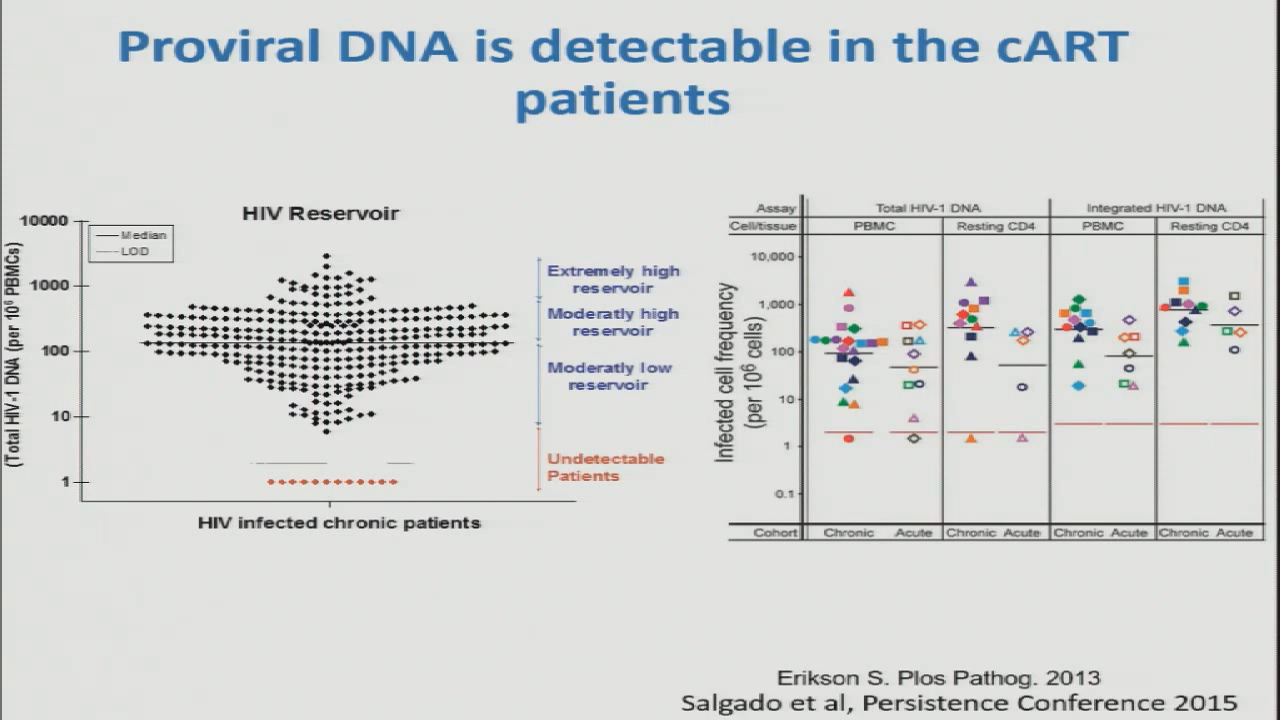 Proviral DNA is detectable in the cART
patients
HIV Reservoir
Median
LOD
10000
1000
100
10
1
(Total HIV-1 DNA (per 10⁶ PBMCs)
Extremely high
reservoir
Moderatly high
reservoir
Moderatly low
reservoir
Undetectable
Patients
HIV infected chronic patients
Assay Total HIV-1 DNA Integrated HIV-1 DNA
Cell/tissue PBMC Resting CD4 PBMC Resting CD4
Infected cell frequency
(per 10⁶ cells)
10,000
1,000
100
10
1
0.1
Cohort Chronic Acute Chronic Acute Chronic Acute Chronic Acute
Erikson S. Plos Pathog. 2013
Salgado et al, Persistence Conference 2015